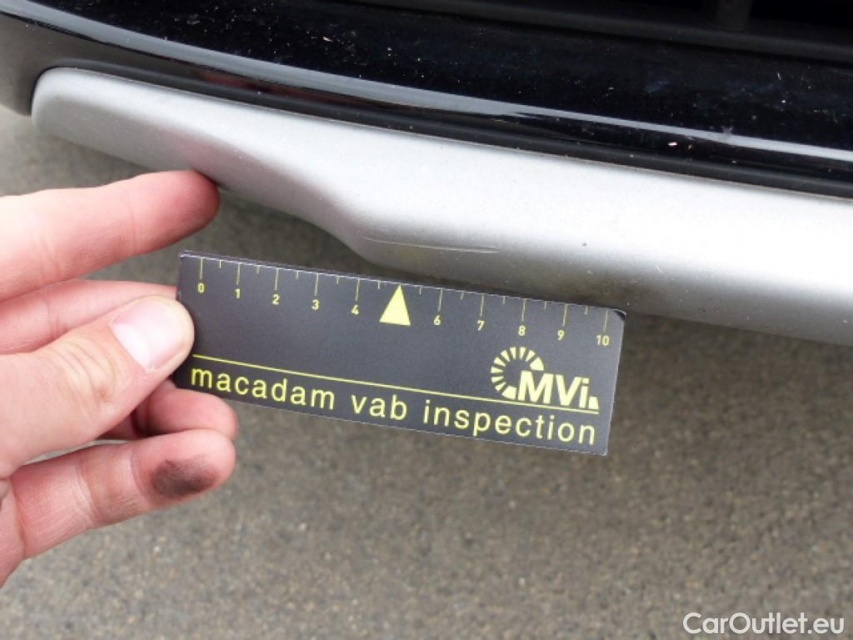 0 1 2 3 4 6 7 8 9 10
MVi
macadam vab inspection
CarOutlet.eu